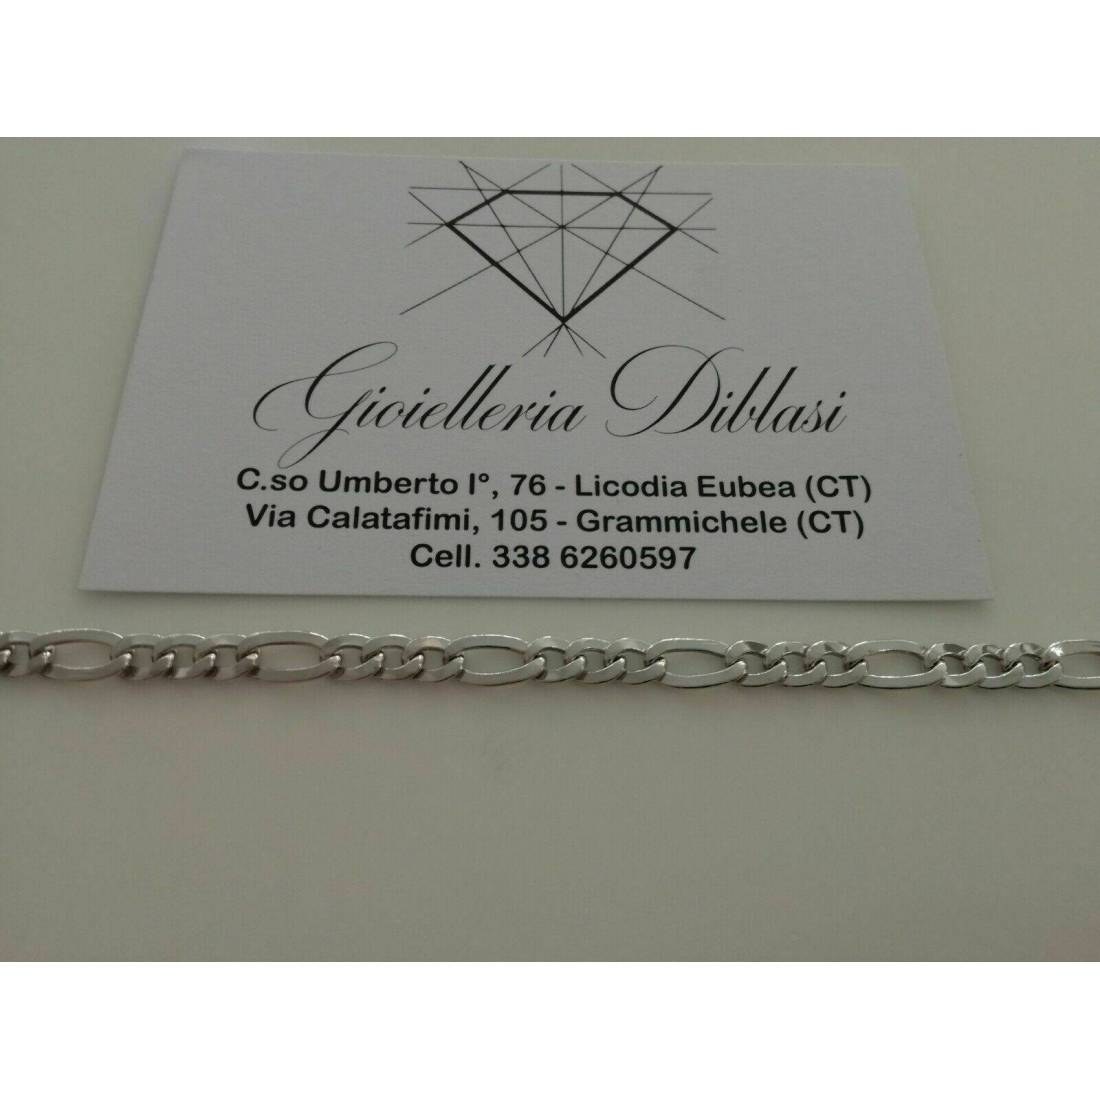 Gioielleria Diblasi
C.so Umberto I°, 76 - Licodia Eubea (CT)
Via Calatafimi, 105 - Grammichele (CT)
Cell. 338 6260597